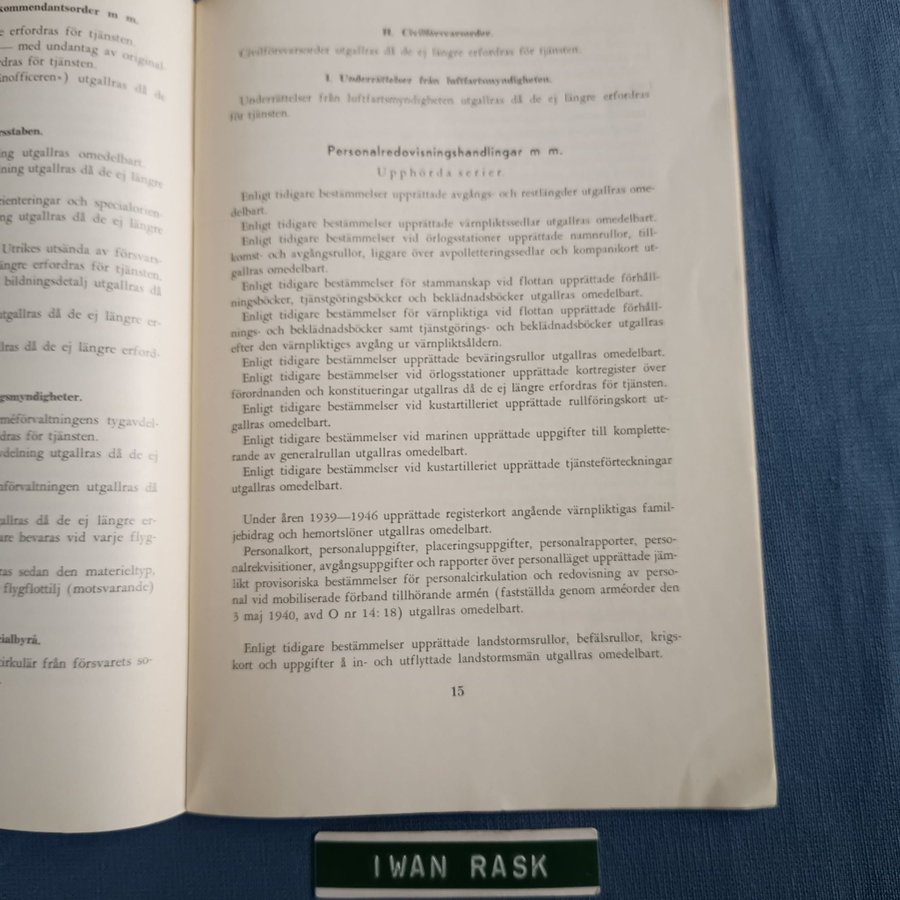 kommendantsorder m m.
e erfordras för tjänsten.
— med undantag av original-
dras för tjänsten.
inofficeren») utgallras då de
rsstaben.
ng utgallras omedelbart.
ning utgallras då de ej längre
ienteringar och specialorien-
ng utgallras då de ej längre
Utrikes utsända av försvars-
ängre erfordras för tjänsten.
bildningsdetalj utgallras då
utgallras då de ej längre er-
llras då de ej längre erford-
gsmyndigheter.
méförvaltningens tygavdel-
dras för tjänsten.
vdelning utgallras då de ej
nförvaltningen utgallras då
gallras då de ej längre er-
are bevaras vid varje flyg-
ras sedan den materieltyp,
flygflottilj (motsvarande)
cialbyrå.
cirkulär från försvarets so-
H. Civilförsvarsorder.
Civilförsvarsorder utgallras då de ej längre erfordras för tjänsten.
I. Underrättelser från luftfartsmyndigheten.
Underrättelser från luftfartsmyndigheten utgallras då de ej längre erfordras
för tjänsten.
Personalredovisningshandlingar m m.
Upphörda serier.
Enligt tidigare bestämmelser upprättade avgångs- och restlängder utgallras ome-
delbart.
Enligt tidigare bestämmelser upprättade värnpliktssedlar utgallras omedelbart.
Enligt tidigare bestämmelser vid örlogsstationer upprättade namnrullor, till-
komst- och avgångsrullor, liggare över avpolletteringssedlar och kompanikort ut-
gallras omedelbart.
Enligt tidigare bestämmelser för stammanskap vid flottan upprättade förhåll-
ningsböcker, tjänstgöringsböcker och beklädnadsböcker utgallras omedelbart.
Enligt tidigare bestämmelser för värnpliktiga vid flottan upprättade förhåll-
nings- och beklädnadsböcker samt tjänstgörings- och beklädnadsböcker utgallras
efter den värnpliktiges avgång ur värnpliktsåldern.
Enligt tidigare bestämmelser upprättade beväringsrullor utgallras omedelbart.
Enligt tidigare bestämmelser vid örlogsstationer upprättade kortregister över
förordnanden och konstitueringar utgallras då de ej längre erfordras för tjänsten.
Enligt tidigare bestämmelser vid kustartilleriet upprättade rullföringskort ut-
gallras omedelbart.
Enligt tidigare bestämmelser vid marinen upprättade uppgifter till komplette-
rande av generalrullan utgallras omedelbart.
Enligt tidigare bestämmelser vid kustartilleriet upprättade tjänsteförteckningar
utgallras omedelbart.
Under åren 1939—1946 upprättade registerkort angående värnpliktigas famil-
jebidrag och hemortslöner utgallras omedelbart.
Personalkort, personaluppgifter, placeringsuppgifter, personalrapporter, perso-
nalrekvisitioner, avgångsuppgifter och rapporter över personalläget upprättade jäm-
likt provisoriska bestämmelser för personalcirkulation och redovisning av perso-
nal vid mobiliserade förband tillhörande armén (fastställda genom arméorder den
3 maj 1940, avd O nr 14: 18) utgallras omedelbart.
Enligt tidigare bestämmelser upprättade landstormsrullor, befälsrullor, krigs-
kort och uppgifter å in- och utflyttade landstormsmän utgallras omedelbart.
15
IWAN RASK